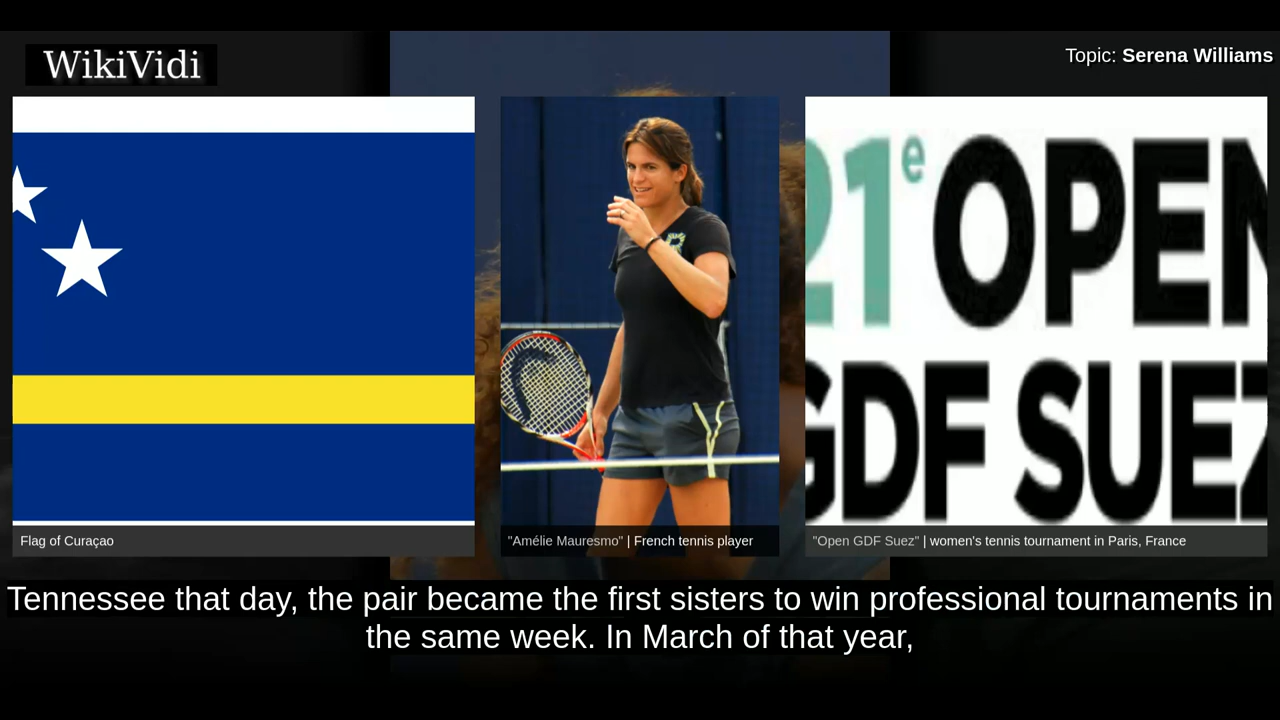 WikiVidi
Topic: Serena Williams
21e OPEN
GDF SUEZ
Flag of Curaçao
"Amélie Mauresmo" | French tennis player
"Open GDF Suez" | women's tennis tournament in Paris, France
Tennessee that day, the pair became the first sisters to win professional tournaments in
the same week. In March of that year,